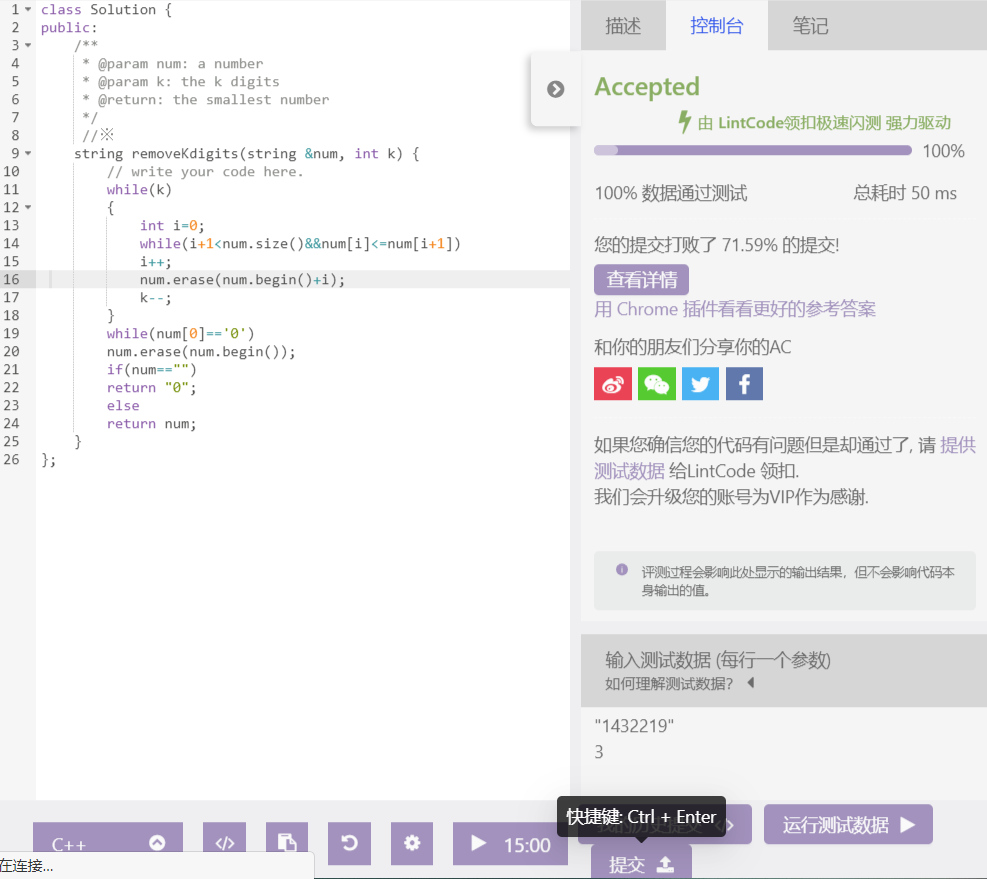 1 class Solution {
2 public:
3 /**
4 * @param num: a number
5 * @param k: the k digits
6 * @return: the smallest number
7 */
8 //※
9 string removeKdigits(string &num, int k) {
10 // write your code here.
11 while(k)
12 {
13 int i=0;
14 while(i+1<num.size()&&num[i]<=num[i+1])
15 i++;
16 num.erase(num.begin()+i);
17 k--;
18 }
19 while(num[0]=='0')
20 num.erase(num.begin());
21 if(num=="")
22 return "0";
23 else
24 return num;
25 }
26 };
描述 控制台 笔记
Accepted
由 LintCode领扣极速闪测 强力驱动
100%
100% 数据通过测试 总耗时 50 ms
您的提交打败了 71.59% 的提交!
查看详情
用 Chrome 插件看看更好的参考答案
和你的朋友们分享你的AC
如果您确信您的代码有问题但是却通过了, 请 提供
测试数据 给LintCode 领扣.
我们会升级您的账号为VIP作为感谢.
评测过程会影响此处显示的输出结果，但不会影响代码本
身输出的值。
输入测试数据 (每行一个参数)
如何理解测试数据?
"1432219"
3
快捷键: Ctrl + Enter
运行测试数据
C++
15:00
提交
在连接...